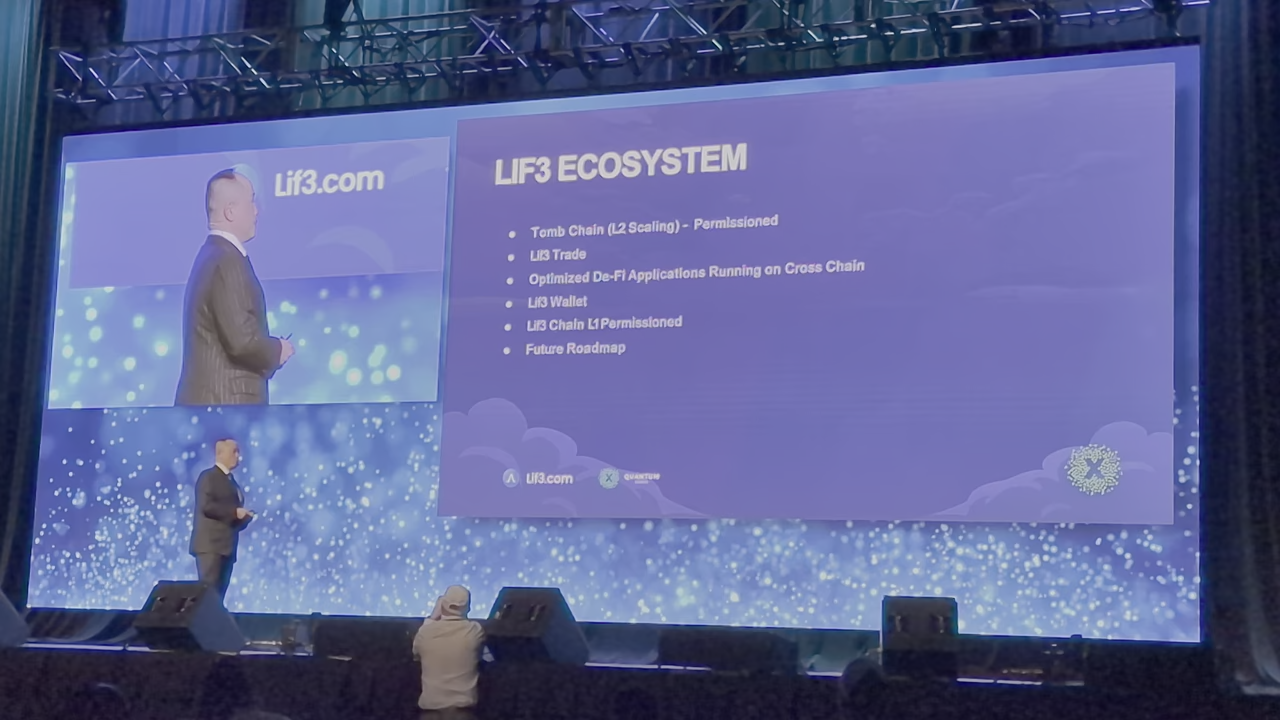 Lif3.com
LIF3 ECOSYSTEM
Tomb Chain (L2 Scaling) - Permissioned
Lif3 Trade
Optimized De-Fi Applications Running on Cross Chain
Lif3 Wallet
Lif3 Chain L1 Permissioned
Future Roadmap
Lif3.com
X QUANTUM
X